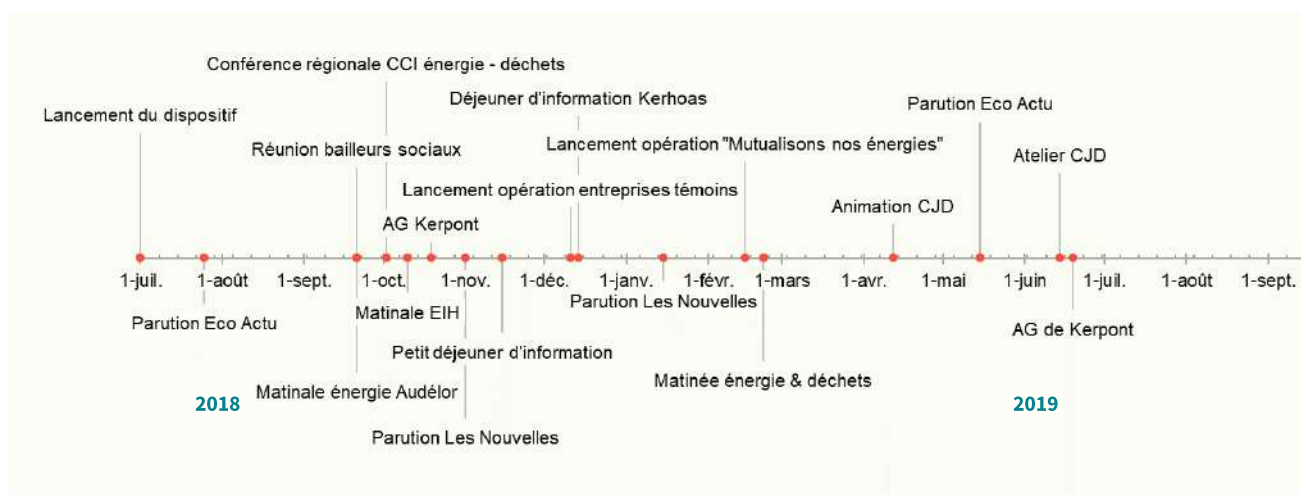 Conférence régionale CCI énergie - déchets
Déjeuner d'information Kerhoas
Parution Eco Actu
Lancement du dispositif
Réunion bailleurs sociaux
Lancement opération "Mutualisons nos énergies"
Atelier CJD
Lancement opération entreprises témoins
Animation CJD
AG Kerpont
1-juil. 1-août 1-sept. 1-oct. 1-nov. 1-déc. 1-janv. 1-févr. 1-mars 1-avr. 1-mai 1-juin 1-juil. 1-août 1-sept.
Parution Les Nouvelles
Matinale EIH
Parution Eco Actu
AG de Kerpont
Petit déjeuner d'information
Matinée énergie & déchets
Matinale énergie Audélor
2018
2019
Parution Les Nouvelles